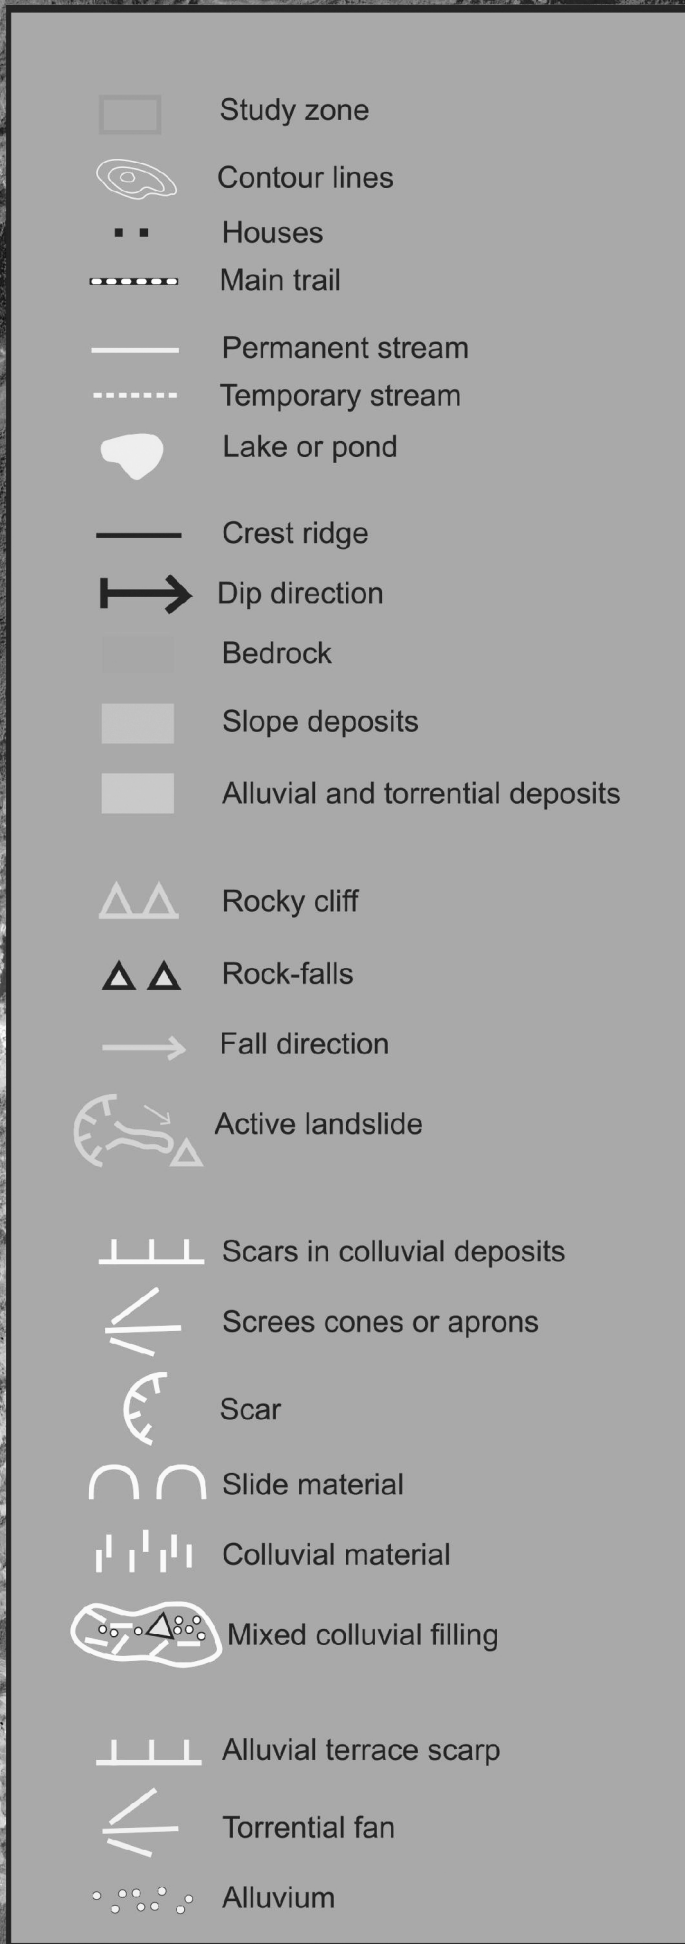 Study zone
Contour lines
Houses
Main trail
Permanent stream
Temporary stream
Lake or pond
Crest ridge
Dip direction
Bedrock
Slope deposits
Alluvial and torrential deposits
Rocky cliff
Rock-falls
Fall direction
Active landslide
Scars in colluvial deposits
Screes cones or aprons
Scar
Slide material
Colluvial material
Mixed colluvial filling
Alluvial terrace scarp
Torrential fan
Alluvium